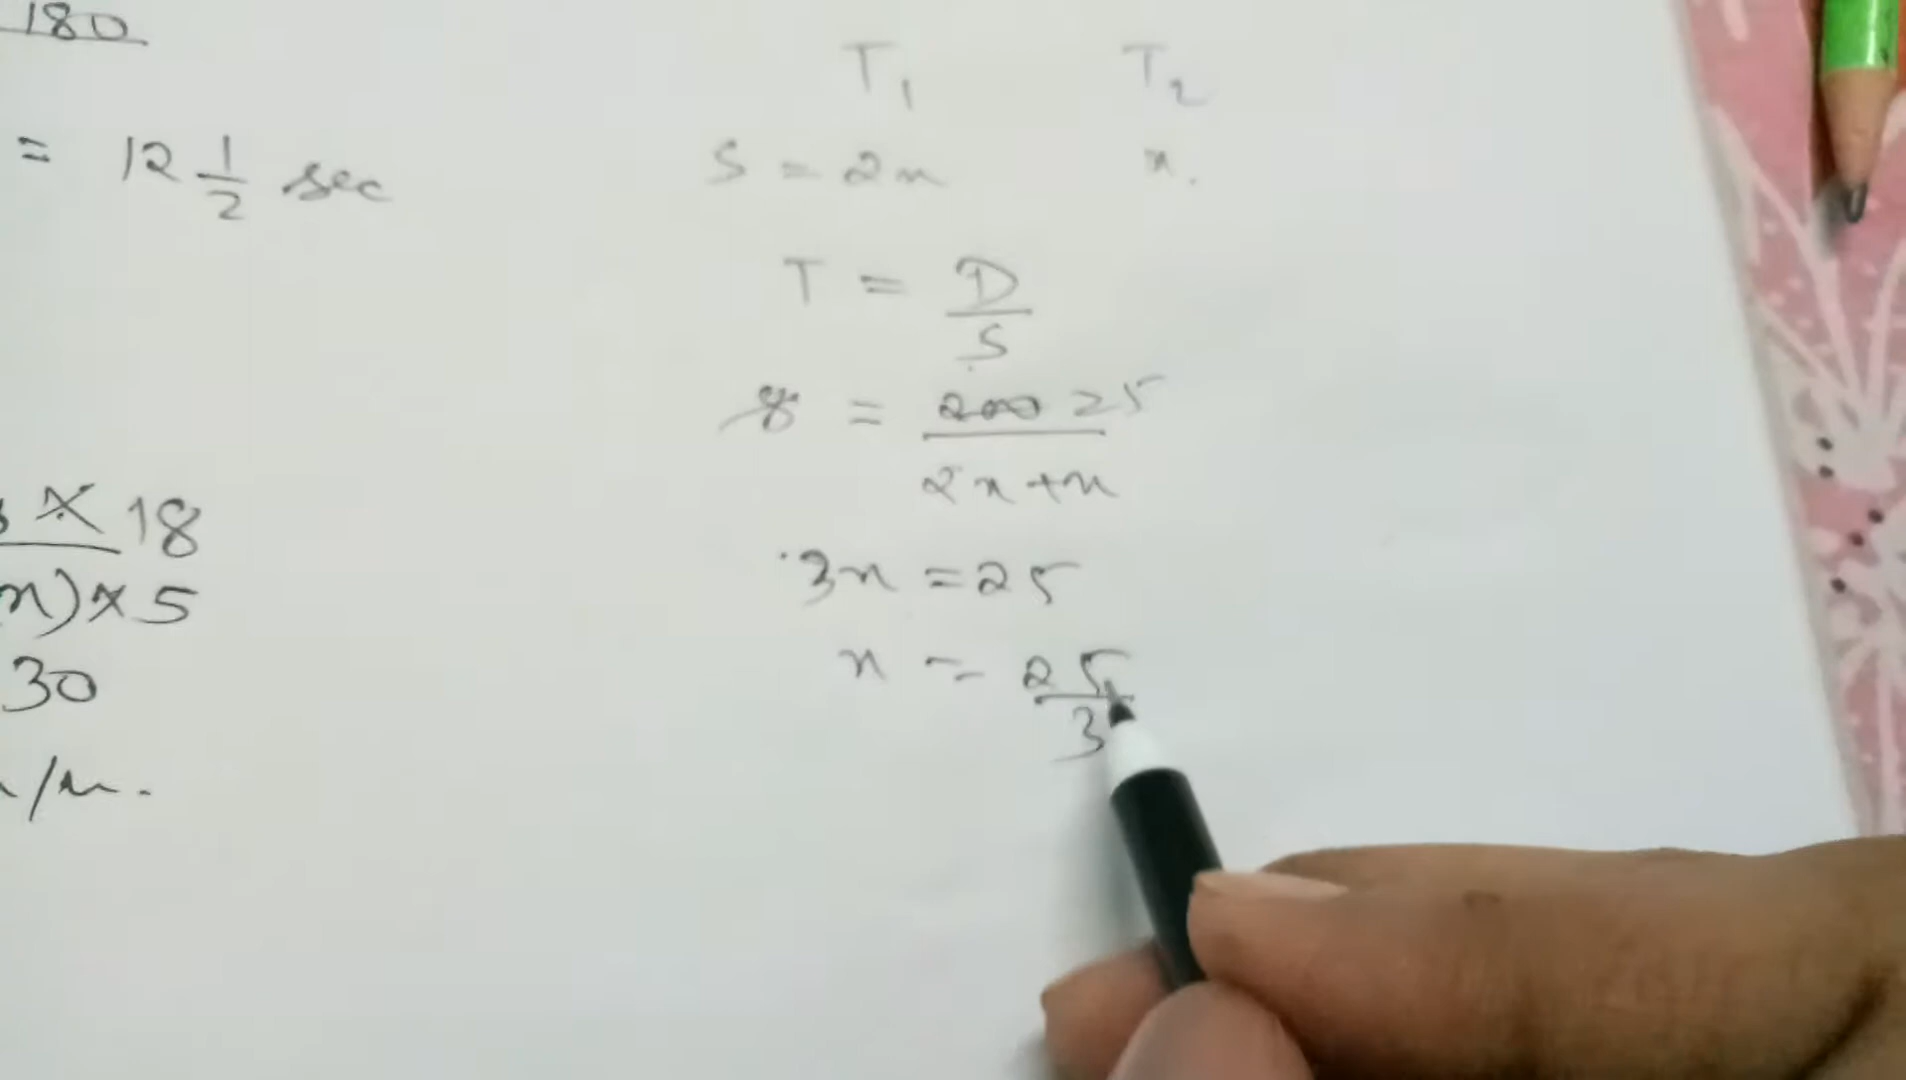 180
= 12 1/2 sec
× 18
x) × 5
30
T1 T2
S = 2x x.
T = D/S
8 = 200 25 / 2x + x
3x = 25
x = 25/3